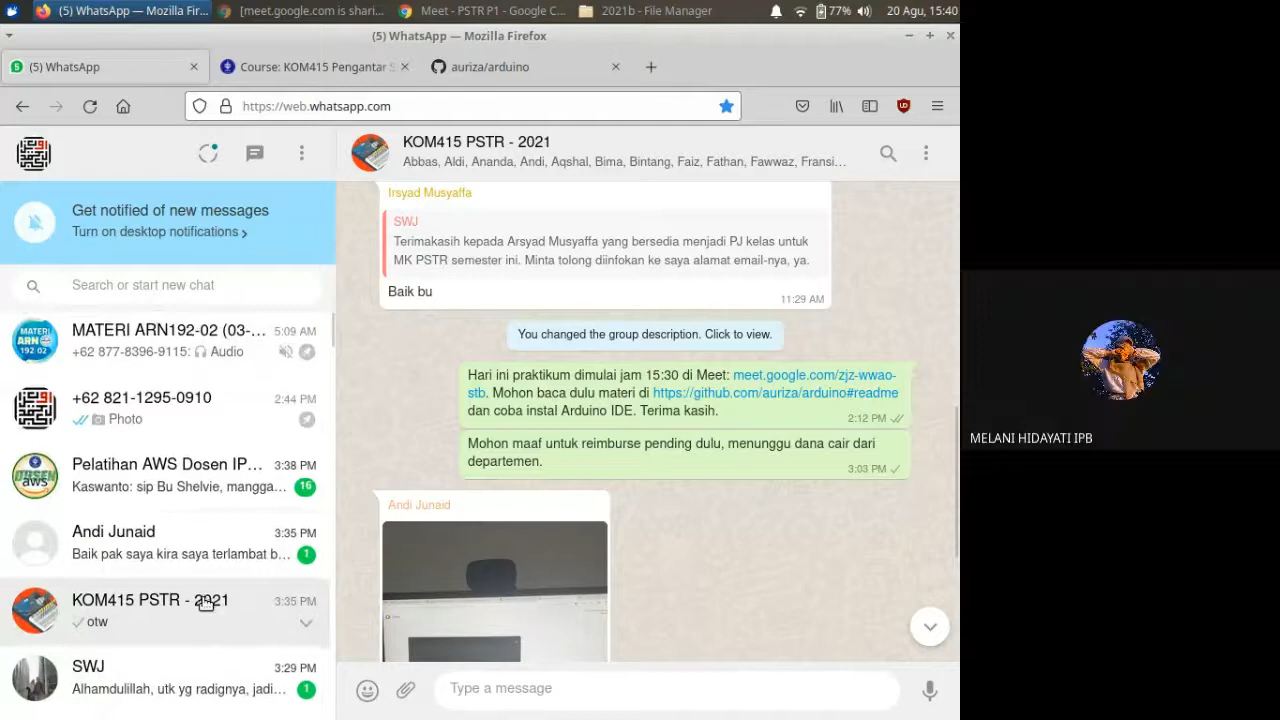 (5) WhatsApp — Mozilla Fir...
[meet.google.com is shari...
Meet - PSTR P1 - Google C...
2021b - File Manager
77%
20 Agu, 15:40
(5) WhatsApp — Mozilla Firefox
(5) WhatsApp
Course: KOM415 Pengantar S
auriza/arduino
https://web.whatsapp.com
KOM415 PSTR - 2021
Abbas, Aldi, Ananda, Andi, Aqshal, Bima, Bintang, Faiz, Fathan, Fawwaz, Fransi...
Get notified of new messages
Turn on desktop notifications >
Search or start new chat
MATERI ARN192-02 (03-... 5:09 AM
+62 877-8396-9115: Audio
MATERI
ARN
192 02
+62 821-1295-0910 2:44 PM
Photo
Pelatihan AWS Dosen IP... 3:38 PM
Kaswanto: sip Bu Shelvie, mangga... 16
DOSEN
aws
Andi Junaid 3:35 PM
Baik pak saya kira saya terlambat b... 1
KOM415 PSTR - 2021 3:35 PM
otw
SWJ 3:29 PM
Alhamdulillah, utk yg radignya, jadi... 1
Irsyad Musyaffa
SWJ
Terimakasih kepada Arsyad Musyaffa yang bersedia menjadi PJ kelas untuk
MK PSTR semester ini. Minta tolong diinfokan ke saya alamat email-nya, ya.
Baik bu
11:29 AM
You changed the group description. Click to view.
Hari ini praktikum dimulai jam 15:30 di Meet: meet.google.com/zjz-wwao-
stb. Mohon baca dulu materi di https://github.com/auriza/arduino#readme
dan coba instal Arduino IDE. Terima kasih.
2:12 PM
Mohon maaf untuk reimburse pending dulu, menunggu dana cair dari
departemen.
3:03 PM
Andi Junaid
Type a message
MELANI HIDAYATI IPB